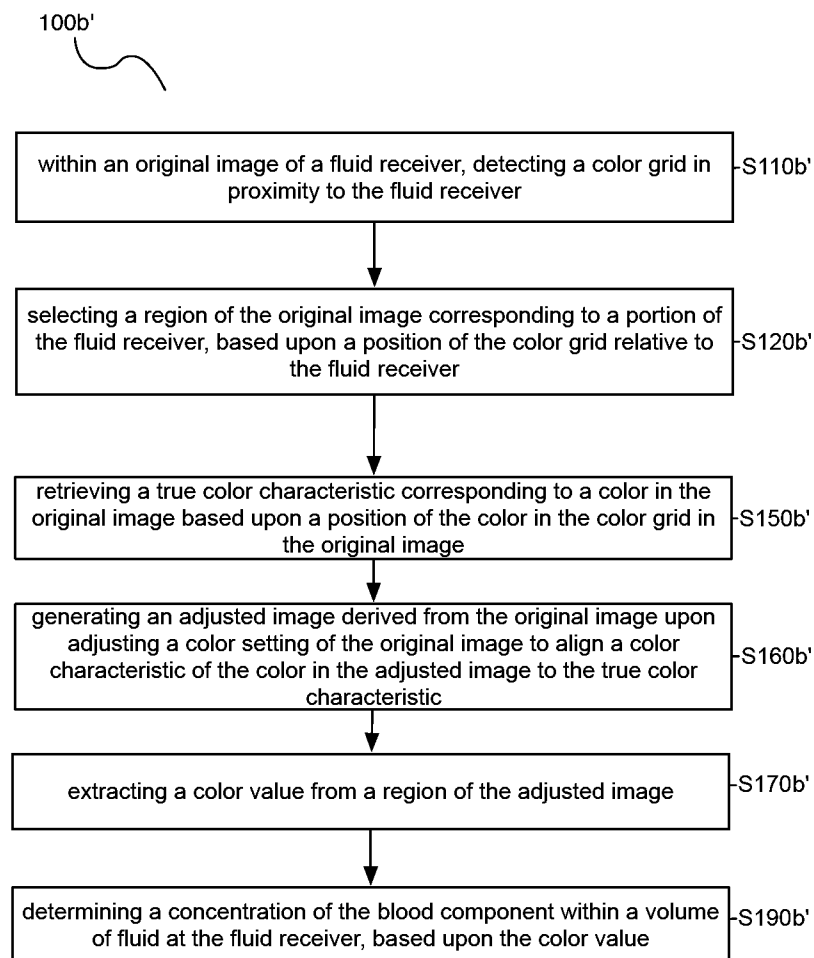 100b'
within an original image of a fluid receiver, detecting a color grid in
proximity to the fluid receiver
S110b'
selecting a region of the original image corresponding to a portion of
the fluid receiver, based upon a position of the color grid relative to
the fluid receiver
S120b'
retrieving a true color characteristic corresponding to a color in the
original image based upon a position of the color in the color grid in
the original image
S150b'
generating an adjusted image derived from the original image upon
adjusting a color setting of the original image to align a color
characteristic of the color in the adjusted image to the true color
characteristic
S160b'
extracting a color value from a region of the adjusted image
S170b'
determining a concentration of the blood component within a volume
of fluid at the fluid receiver, based upon the color value
S190b'